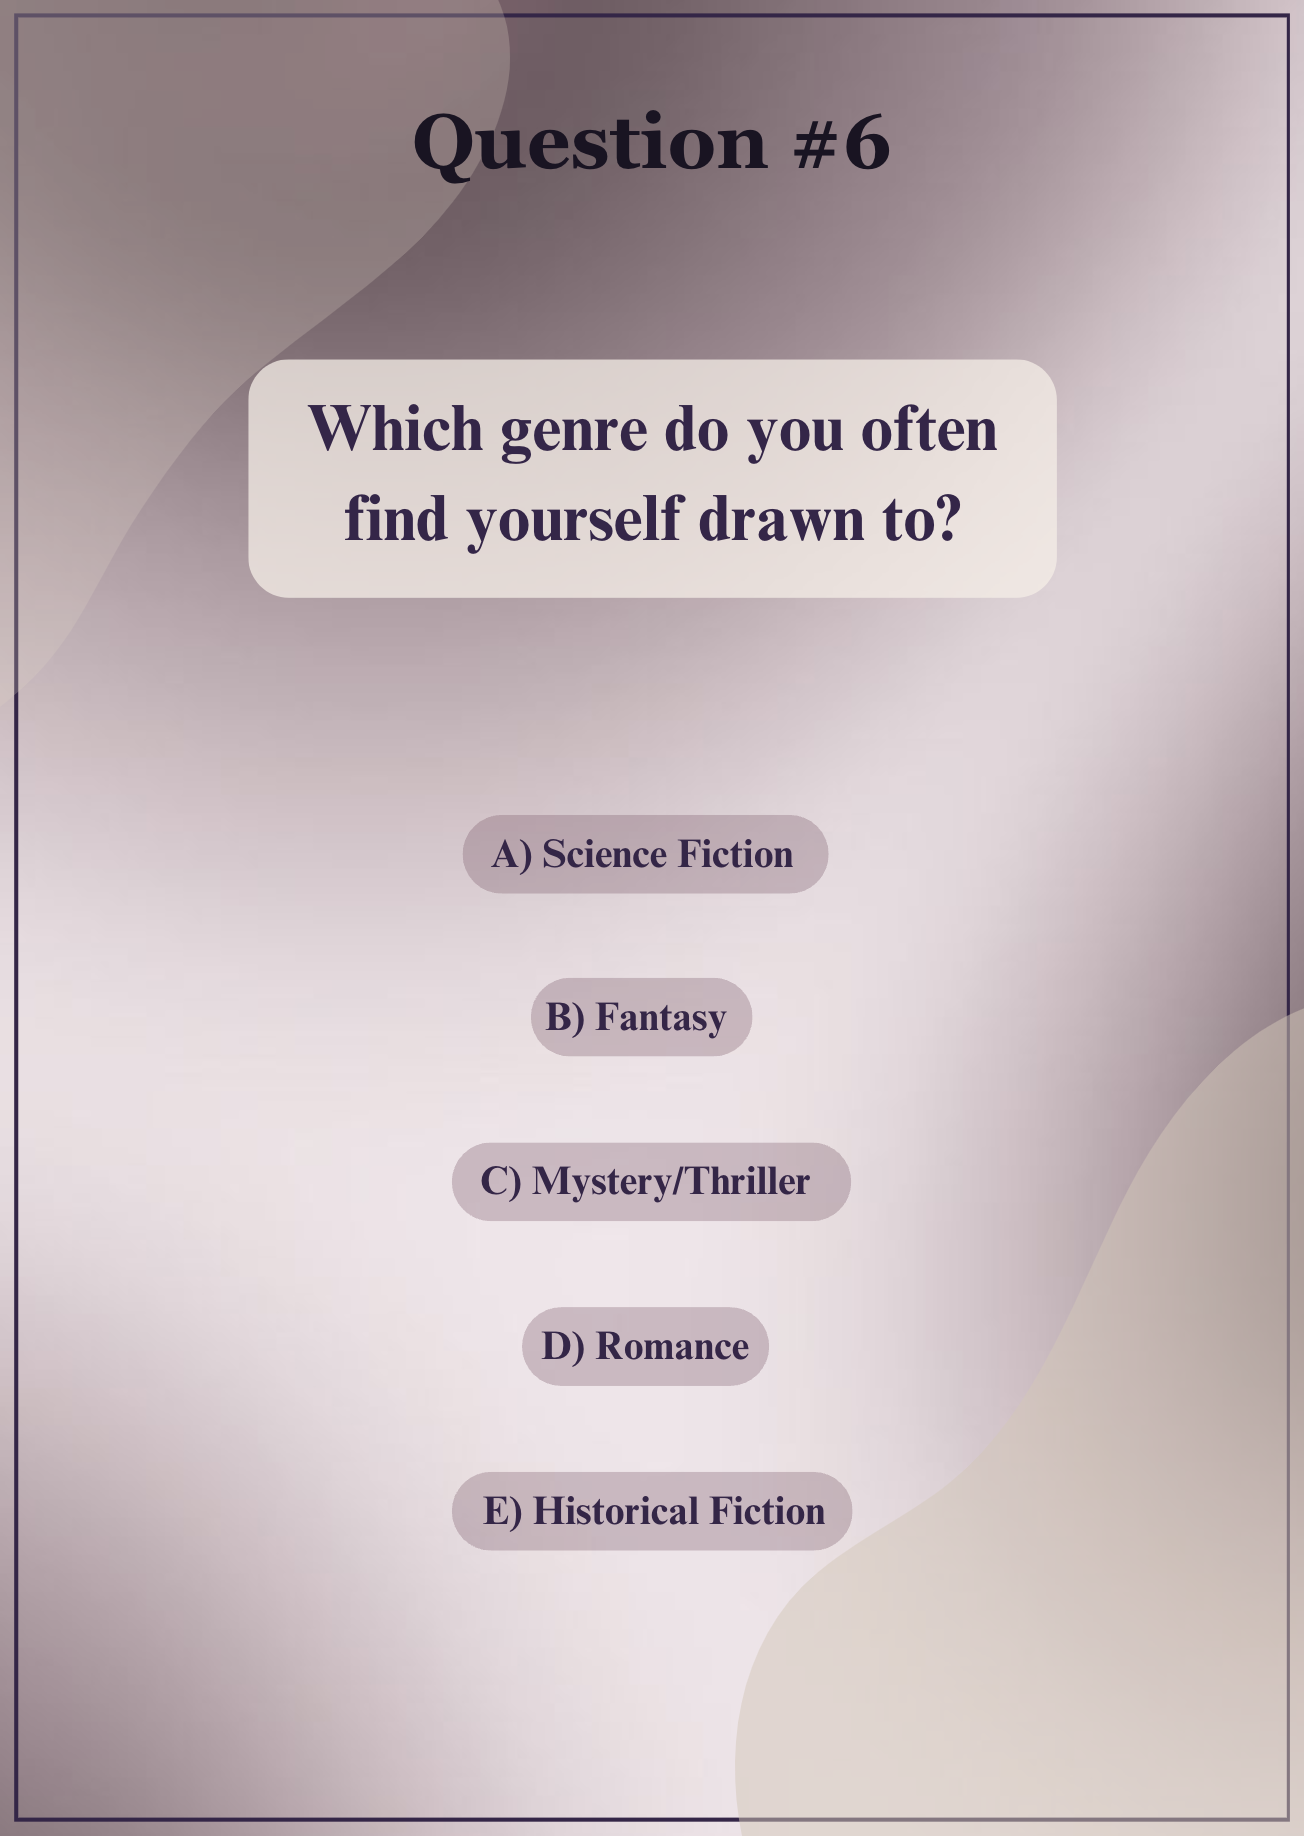 Question #6
Which genre do you often
find yourself drawn to?
A) Science Fiction
B) Fantasy
C) Mystery/Thriller
D) Romance
E) Historical Fiction